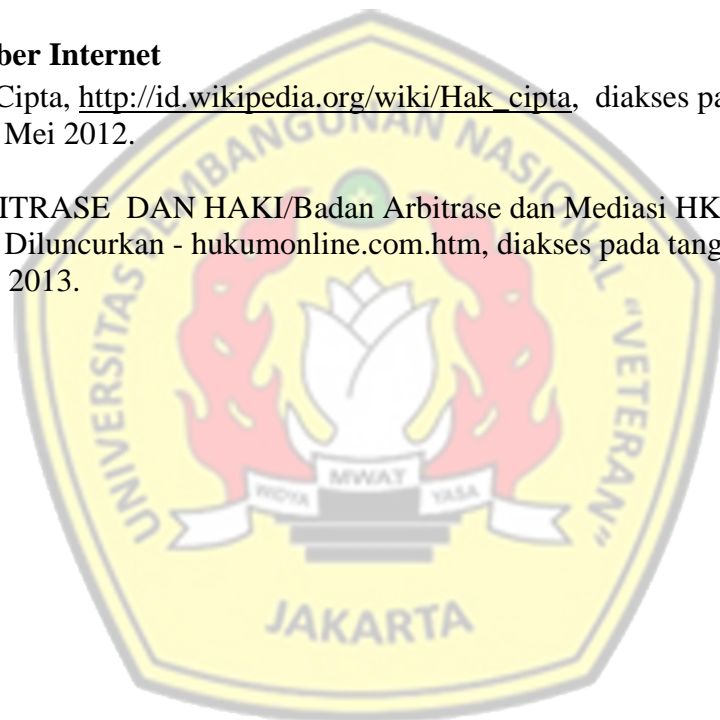 ber Internet
Cipta, http://id.wikipedia.org/wiki/Hak_cipta, diakses pa
Mei 2012.
ITRASE DAN HAKI/Badan Arbitrase dan Mediasi HK
Diluncurkan - hukumonline.com.htm, diakses pada tang
2013.
UNIVERSITAS PEMBANGUNAN NASIONAL "VETERAN"
WIDYA MWAT YASA
JAKARTA